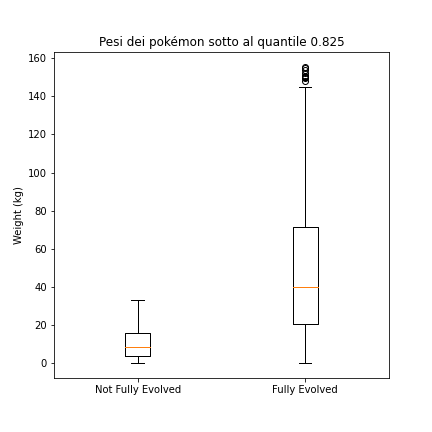 Pesi dei pokémon sotto al quantile 0.825
160
140
120
100
80
60
40
20
0
Weight (kg)
Not Fully Evolved
Fully Evolved